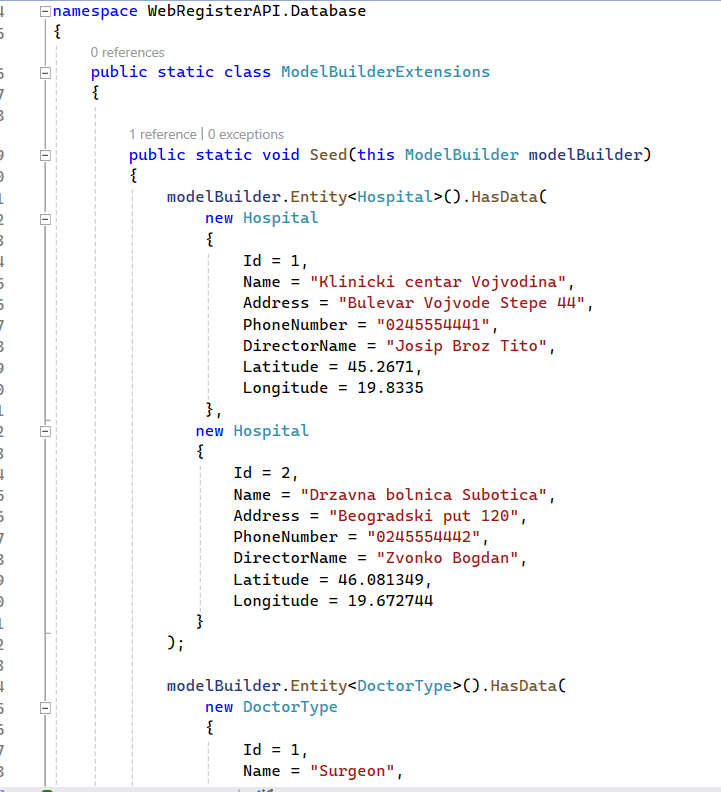 namespace WebRegisterAPI.Database
{
0 references
public static class ModelBuilderExtensions
{
1 reference | 0 exceptions
public static void Seed(this ModelBuilder modelBuilder)
{
modelBuilder.Entity<Hospital>().HasData(
new Hospital
{
Id = 1,
Name = "Klinicki centar Vojvodina",
Address = "Bulevar Vojvode Stepe 44",
PhoneNumber = "0245554441",
DirectorName = "Josip Broz Tito",
Latitude = 45.2671,
Longitude = 19.8335
},
new Hospital
{
Id = 2,
Name = "Drzavna bolnica Subotica",
Address = "Beogradski put 120",
PhoneNumber = "0245554442",
DirectorName = "Zvonko Bogdan",
Latitude = 46.081349,
Longitude = 19.672744
}
);
modelBuilder.Entity<DoctorType>().HasData(
new DoctorType
{
Id = 1,
Name = "Surgeon",